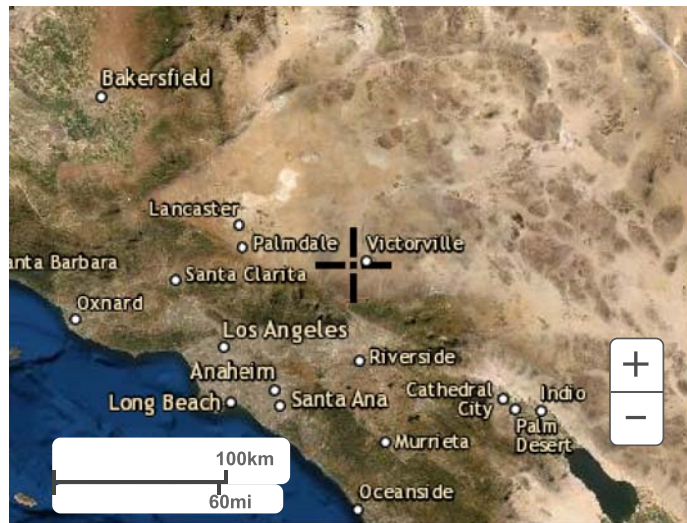 Bakersfield
Lancaster
Palmdale
Victorville
anta Barbara
Santa Clarita
Oxnard
Los Angeles
Riverside
Anaheim
Cathedral
City
Indio
Long Beach
Santa Ana
Palm
Desert
Murrieta
100km
60mi
Oceanside
+
−